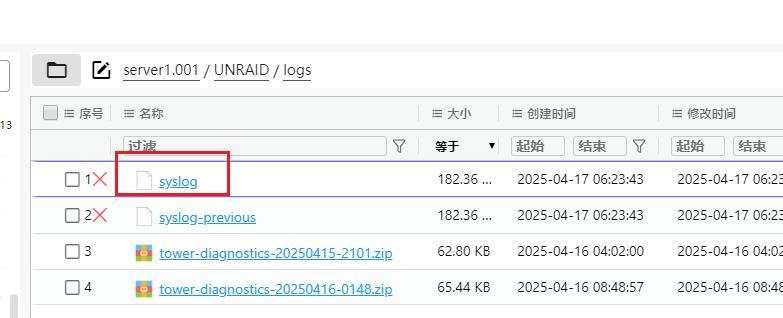 server1.001 / UNRAID / logs
13
序号 名称 大小 创建时间 修改时间
过滤 等于 ▼ 起始 结束 起始 结束
1 syslog 182.36 ... 2025-04-17 06:23:43 2025-04-17 06:23:43
2 syslog-previous 182.36 ... 2025-04-17 06:23:43 2025-04-17 06:23:43
3 tower-diagnostics-20250415-2101.zip 62.80 KB 2025-04-16 04:02:00 2025-04-16 04:02
4 tower-diagnostics-20250416-0148.zip 65.44 KB 2025-04-16 08:48:57 2025-04-16 08:48